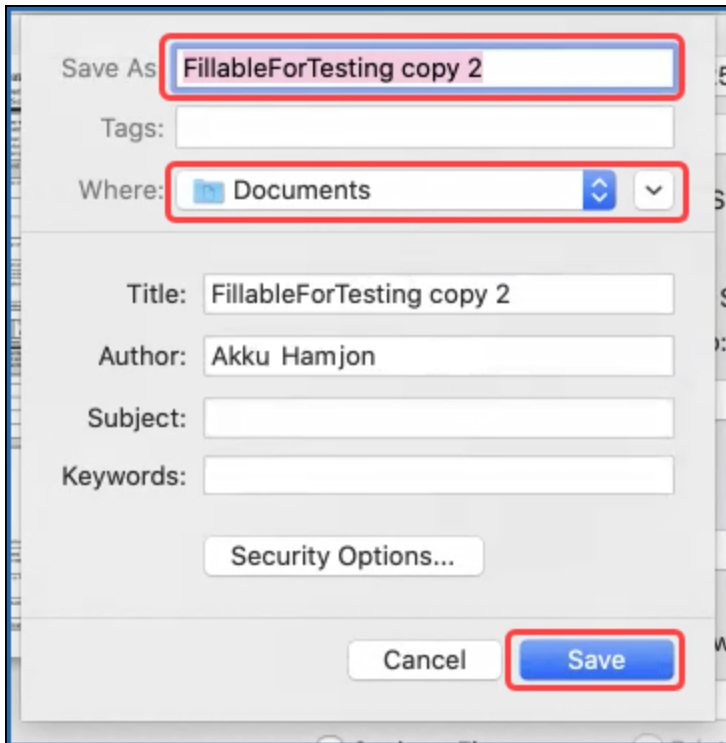 Save As
FillableForTesting copy 2
Tags:
Where:
Documents
Title:
FillableForTesting copy 2
Author:
Akku Hamjon
Subject:
Keywords:
Security Options...
Cancel
Save